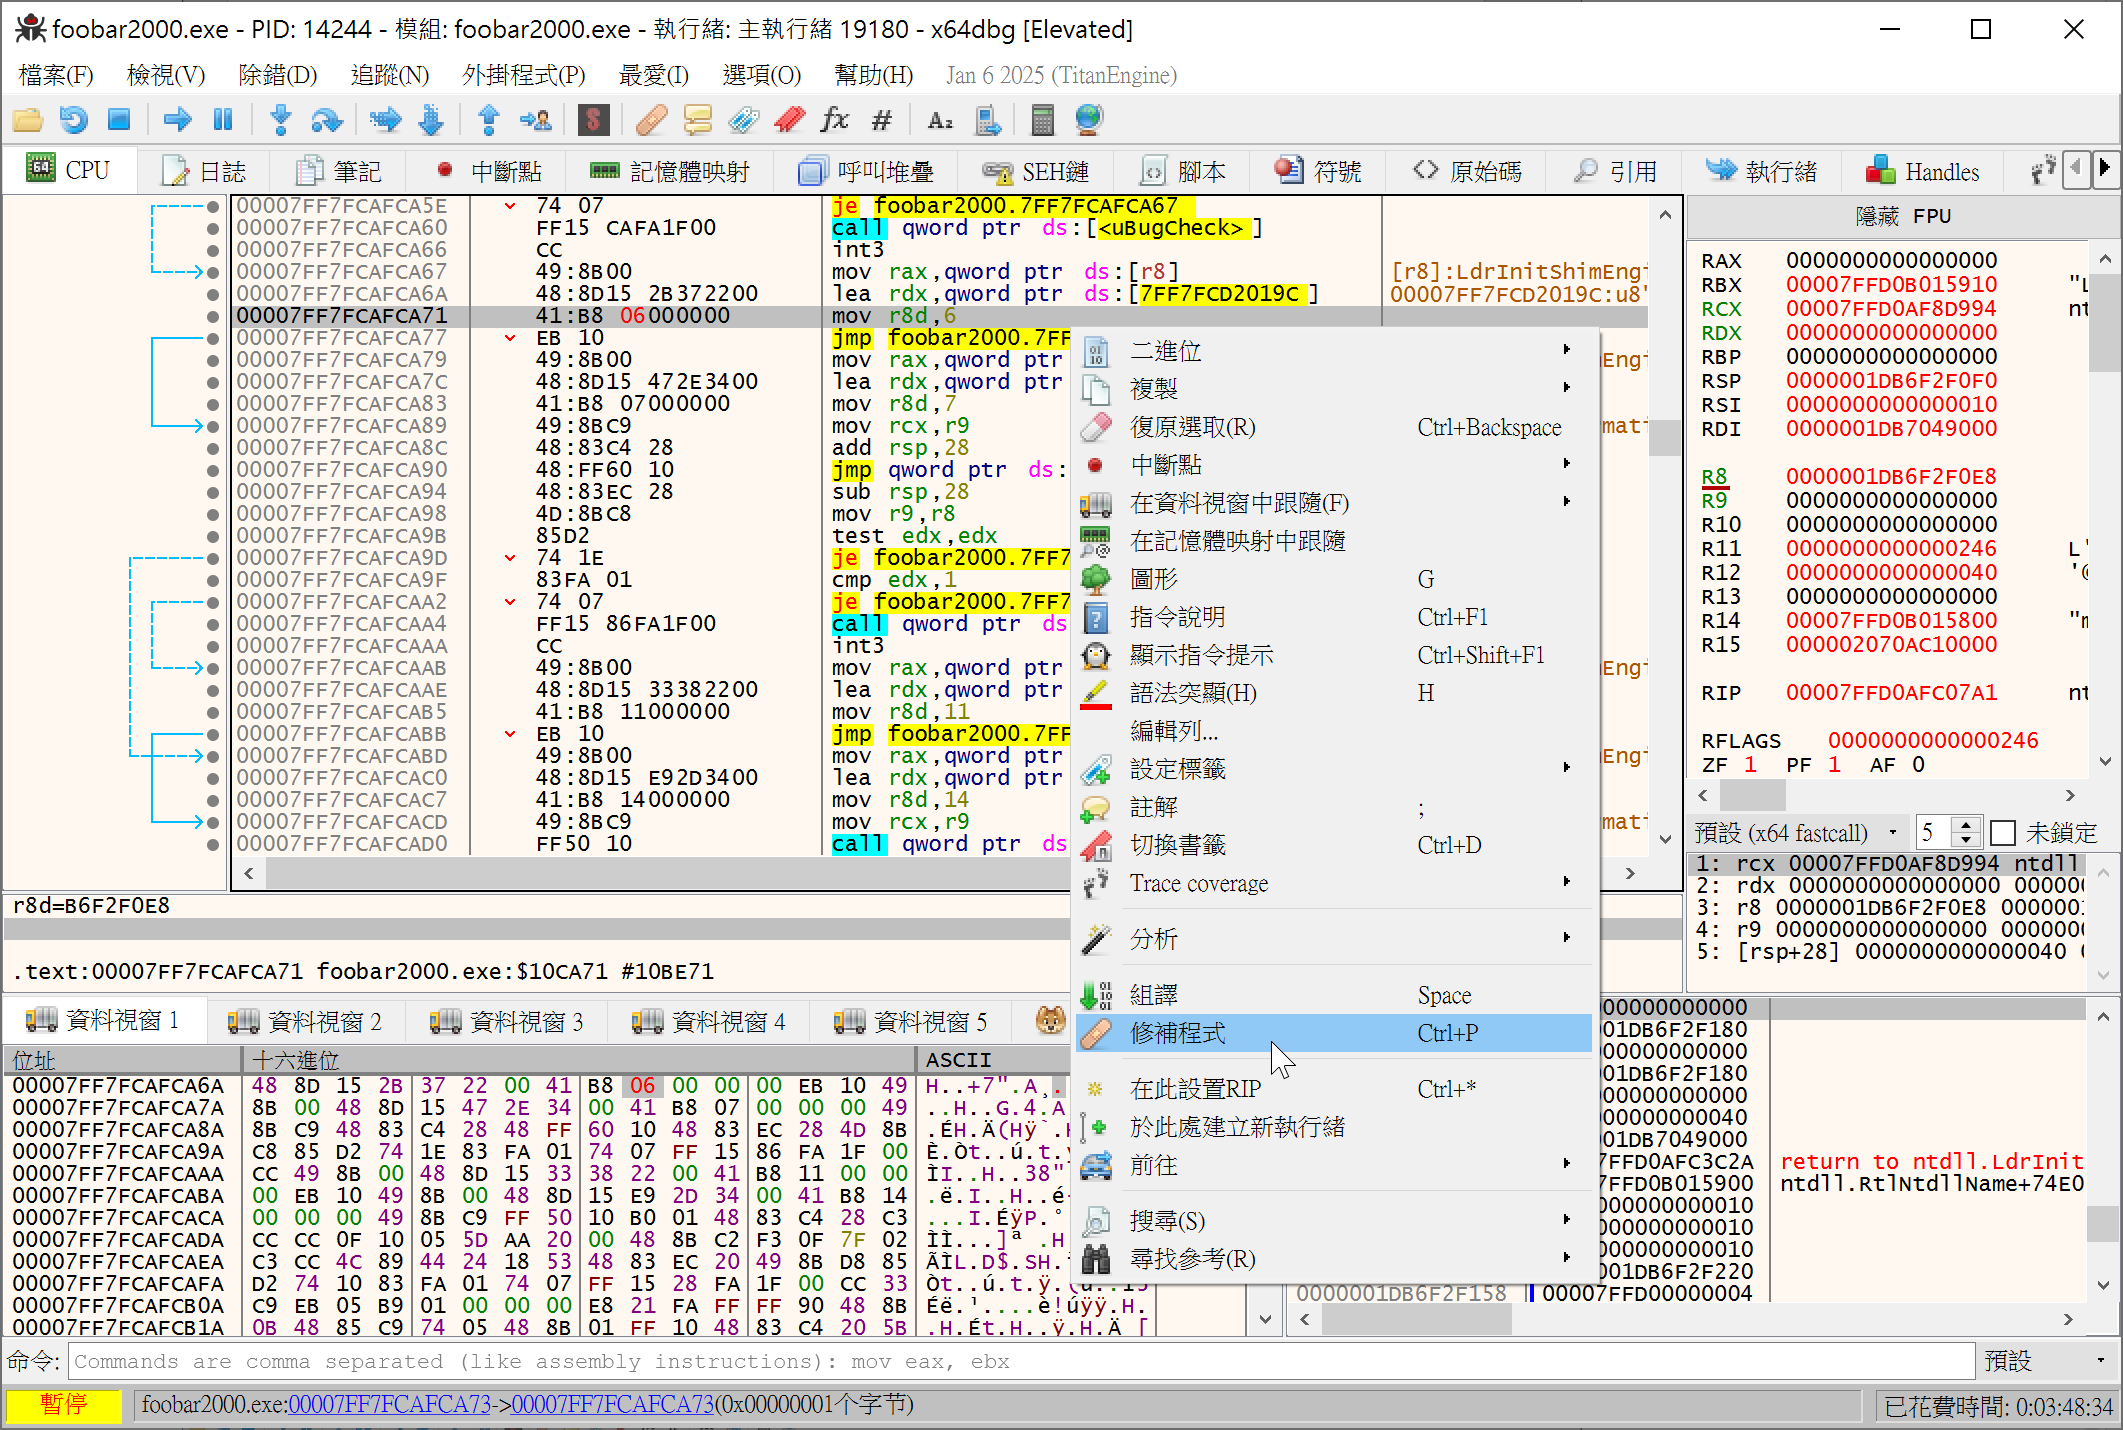 foobar2000.exe - PID: 14244 - 模組: foobar2000.exe - 執行緒: 主執行緒 19180 - x64dbg [Elevated]
檔案(F) 檢視(V) 除錯(D) 追蹤(N) 外掛程式(P) 最愛(I) 選項(O) 幫助(H) Jan 6 2025 (TitanEngine)
CPU 日誌 筆記 中斷點 記憶體映射 呼叫堆疊 SEH鏈 腳本 符號 原始碼 引用 執行緒 Handles
00007FF7FCAFCA5E 74 07 je foobar2000.7FF7FCAFCA67
00007FF7FCAFCA60 FF15 CAFA1F00 call qword ptr ds:[<uBugCheck>]
00007FF7FCAFCA66 CC int3
00007FF7FCAFCA67 49:8B00 mov rax,qword ptr ds:[r8] [r8]:LdrInitShimEngi
00007FF7FCAFCA6A 48:8D15 2B372200 lea rdx,qword ptr ds:[7FF7FCD2019C] 00007FF7FCD2019C:u8"
00007FF7FCAFCA71 41:B8 06000000 mov r8d,6
00007FF7FCAFCA77 EB 10 jmp foobar2000.7FF
00007FF7FCAFCA79 49:8B00 mov rax,qword ptr
00007FF7FCAFCA7C 48:8D15 472E3400 lea rdx,qword ptr
00007FF7FCAFCA83 41:B8 07000000 mov r8d,7
00007FF7FCAFCA89 49:8BC9 mov rcx,r9
00007FF7FCAFCA8C 48:83C4 28 add rsp,28
00007FF7FCAFCA90 48:FF60 10 jmp qword ptr ds:
00007FF7FCAFCA94 48:83EC 28 sub rsp,28
00007FF7FCAFCA98 4D:8BC8 mov r9,r8
00007FF7FCAFCA9B 85D2 test edx,edx
00007FF7FCAFCA9D 74 1E je foobar2000.7FF7
00007FF7FCAFCA9F 83FA 01 cmp edx,1
00007FF7FCAFCAA2 74 07 je foobar2000.7FF7
00007FF7FCAFCAA4 FF15 86FA1F00 call qword ptr ds
00007FF7FCAFCAAA CC int3
00007FF7FCAFCAAB 49:8B00 mov rax,qword ptr
00007FF7FCAFCAAE 48:8D15 33382200 lea rdx,qword ptr
00007FF7FCAFCAB5 41:B8 11000000 mov r8d,11
00007FF7FCAFCABB EB 10 jmp foobar2000.7FF
00007FF7FCAFCABD 49:8B00 mov rax,qword ptr
00007FF7FCAFCAC0 48:8D15 E92D3400 lea rdx,qword ptr
00007FF7FCAFCAC7 41:B8 14000000 mov r8d,14
00007FF7FCAFCACD 49:8BC9 mov rcx,r9
00007FF7FCAFCAD0 FF50 10 call qword ptr ds
二進位
複製
復原選取(R) Ctrl+Backspace
中斷點
在資料視窗中跟隨(F)
在記憶體映射中跟隨
圖形 G
指令說明 Ctrl+F1
顯示指令提示 Ctrl+Shift+F1
語法突顯(H) H
編輯列...
設定標籤
註解 ;
切換書籤 Ctrl+D
Trace coverage
分析
組譯 Space
修補程式 Ctrl+P
在此設置RIP Ctrl+*
於此處建立新執行緒
前往
搜尋(S)
尋找參考(R)
隱藏 FPU
RAX 0000000000000000
RBX 00007FFD0B015910 "L
RCX 00007FFD0AF8D994 nt
RDX 0000000000000000
RBP 0000000000000000
RSP 0000001DB6F2F0F0
RSI 0000000000000010
RDI 0000001DB7049000
R8 0000001DB6F2F0E8
R9 0000000000000000
R10 0000000000000000
R11 0000000000000246 L'
R12 0000000000000040 '@
R13 0000000000000000
R14 00007FFD0B015800 "m
R15 000002070AC10000
RIP 00007FFD0AFC07A1 nt
RFLAGS 0000000000000246
ZF 1 PF 1 AF 0
預設 (x64 fastcall) 5 未鎖定
1: rcx 00007FFD0AF8D994 ntdll
2: rdx 0000000000000000 00000
3: r8 0000001DB6F2F0E8 0000001
4: r9 0000000000000000 000000
5: [rsp+28] 0000000000000040
r8d=B6F2F0E8
.text:00007FF7FCAFCA71 foobar2000.exe:$10CA71 #10BE71
資料視窗 1 資料視窗 2 資料視窗 3 資料視窗 4 資料視窗 5
位址 十六進位 ASCII
00007FF7FCAFCA6A 48 8D 15 2B 37 22 00 41 B8 06 00 00 00 EB 10 49 H..+7".A¸.
00007FF7FCAFCA7A 8B 00 48 8D 15 47 2E 34 00 41 B8 07 00 00 00 49 ..H..G.4.A
00007FF7FCAFCA8A 8B C9 48 83 C4 28 48 FF 60 10 48 83 EC 28 4D 8B .ÉH.Ä(Hÿ`.H
00007FF7FCAFCA9A C8 85 D2 74 1E 83 FA 01 74 07 FF 15 86 FA 1F 00 È.Òt..ú.t.ÿ
00007FF7FCAFCAAA CC 49 8B 00 48 8D 15 33 38 22 00 41 B8 11 00 00 ÌI..H..38"
00007FF7FCAFCABA 00 EB 10 49 8B 00 48 8D 15 E9 2D 34 00 41 B8 14 .ë.I..H..é-
00007FF7FCAFCACA 00 00 00 49 8B C9 FF 50 10 B0 01 48 83 C4 28 C3 ...I.ÉÿP.°
00007FF7FCAFCADA CC CC 0F 10 05 5D AA 20 00 48 8B C2 F3 0F 7F 02 ÌÌ...]ª .H
00007FF7FCAFCAEA C3 CC 4C 89 44 24 18 53 48 83 EC 20 49 8B D8 85 ÃÌL.D$.SH.
00007FF7FCAFCAFA D2 74 10 83 FA 01 74 07 FF 15 28 FA 1F 00 CC 33 Òt..ú.t.ÿ.(ú..Ì3
00007FF7FCAFCB0A C9 EB 05 B9 01 00 00 00 E8 21 FA FF FF 90 48 8B Éë.¹....è!úÿÿ.H.
00007FF7FCAFCB1A 0B 48 85 C9 74 05 48 8B 01 FF 10 48 83 C4 20 5B .H.Ét.H..ÿ.H.Ä [
00000000000
01DB6F2F180
00000000000
01DB6F2F180
00000000000
00000000040
01DB7049000
7FFD0AFC3C2A return to ntdll.LdrInit
7FFD0B015900 ntdll.RtlNtdllName+74E0
00000000010
00000000010
00000000010
01DB6F2F220
0000001DB6F2F158 00007FFD00000004
命令: Commands are comma separated (like assembly instructions): mov eax, ebx 預設
暫停 foobar2000.exe:00007FF7FCAFCA73->00007FF7FCAFCA73(0x00000001个字节) 已花費時間: 0:03:48:34